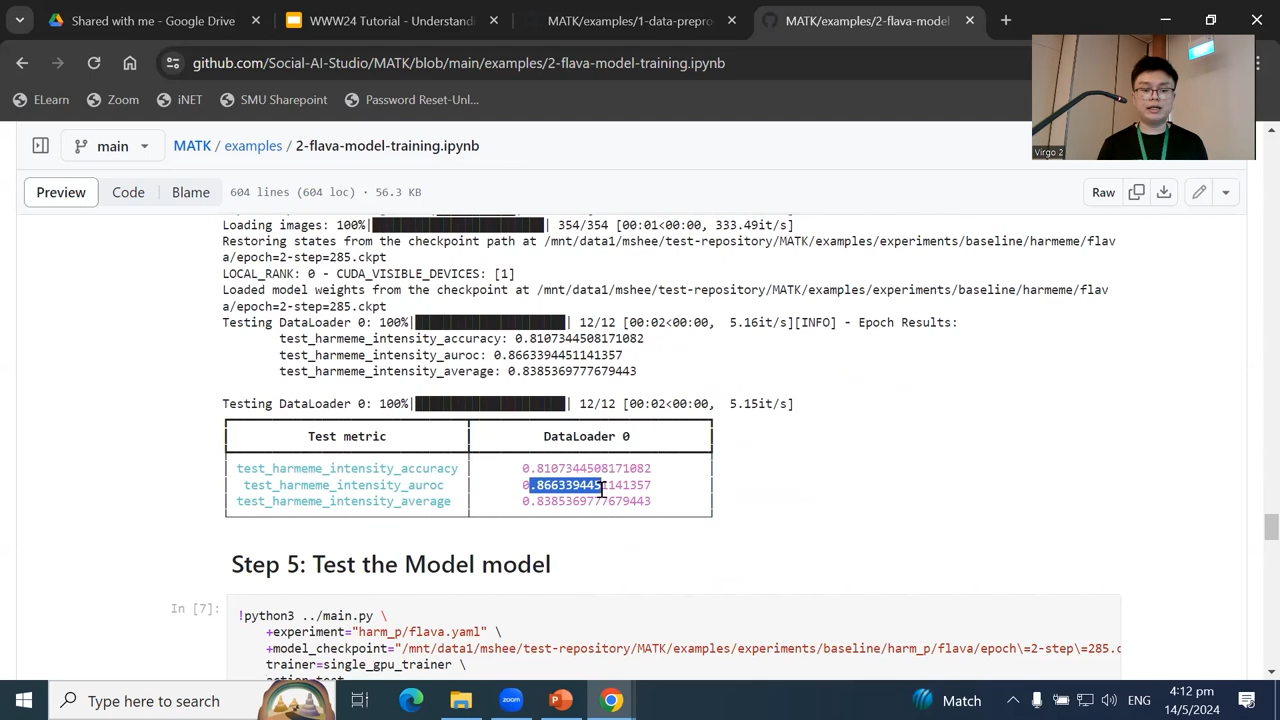 Shared with me - Google Drive
WWW24 Tutorial - Understandi
MATK/examples/1-data-prepro
MATK/examples/2-flava-model
github.com/Social-AI-Studio/MATK/blob/main/examples/2-flava-model-training.ipynb
ELearn
Zoom
iNET
SMU Sharepoint
Password Reset-Unl...
Virgo 2
main
MATK / examples / 2-flava-model-training.ipynb
Preview
Code
Blame
604 lines (604 loc) · 56.3 KB
Raw
Loading images: 100%| | 354/354 [00:01<00:00, 333.49it/s]
Restoring states from the checkpoint path at /mnt/data1/mshee/test-repository/MATK/examples/experiments/baseline/harmeme/flav
a/epoch=2-step=285.ckpt
LOCAL_RANK: 0 - CUDA_VISIBLE_DEVICES: [1]
Loaded model weights from the checkpoint at /mnt/data1/mshee/test-repository/MATK/examples/experiments/baseline/harmeme/flav
a/epoch=2-step=285.ckpt
Testing DataLoader 0: 100%| | 12/12 [00:02<00:00, 5.16it/s][INFO] - Epoch Results:
test_harmeme_intensity_accuracy: 0.8107344508171082
test_harmeme_intensity_auroc: 0.8663394451141357
test_harmeme_intensity_average: 0.8385369777679443
Testing DataLoader 0: 100%| | 12/12 [00:02<00:00, 5.15it/s]
Test metric DataLoader 0
test_harmeme_intensity_accuracy 0.8107344508171082
test_harmeme_intensity_auroc 0.8663394451141357
test_harmeme_intensity_average 0.8385369777679443
Step 5: Test the Model model
In [7]:
!python3 ../main.py \
+experiment="harm_p/flava.yaml" \
+model_checkpoint="/mnt/data1/mshee/test-repository/MATK/examples/experiments/baseline/harm_p/flava/epoch\=2-step\=285.c
trainer=single_gpu_trainer \
action=test
Type here to search
Match
ENG
4:12 pm
14/5/2024